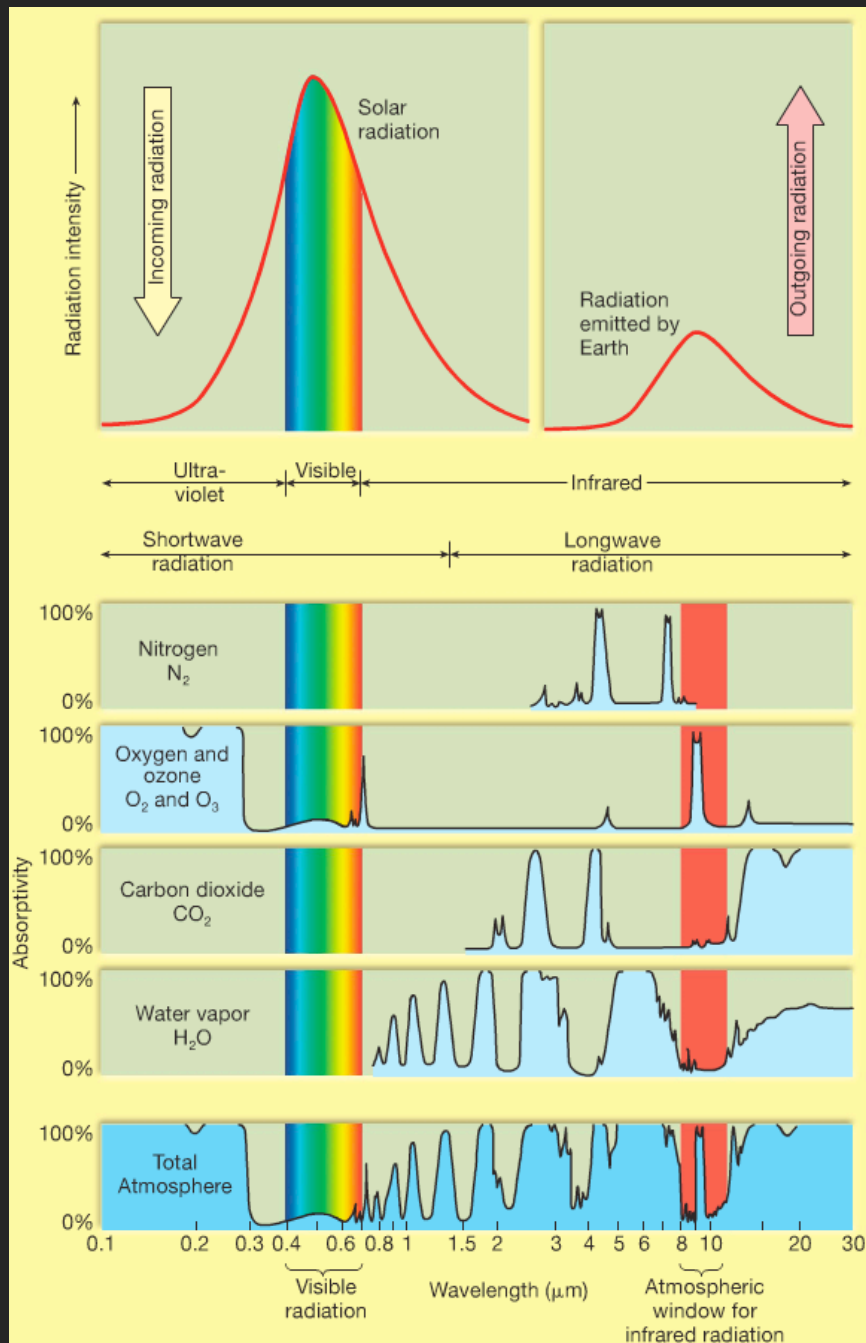 Radiation intensity
Incoming radiation
Solar
radiation
Outgoing radiation
Radiation
emitted by
Earth
Ultra-
violet
Visible
Infrared
Shortwave
radiation
Longwave
radiation
Absorptivity
100%
Nitrogen
N₂
0%
100%
Oxygen and
ozone
O₂ and O₃
0%
100%
Carbon dioxide
CO₂
0%
100%
Water vapor
H₂O
0%
100%
Total
Atmosphere
0%
0.1 0.2 0.3 0.4 0.6 0.8 1 1.5 2 3 4 5 6 8 10 20 30
Visible
radiation
Wavelength (μm)
Atmospheric
window for
infrared radiation